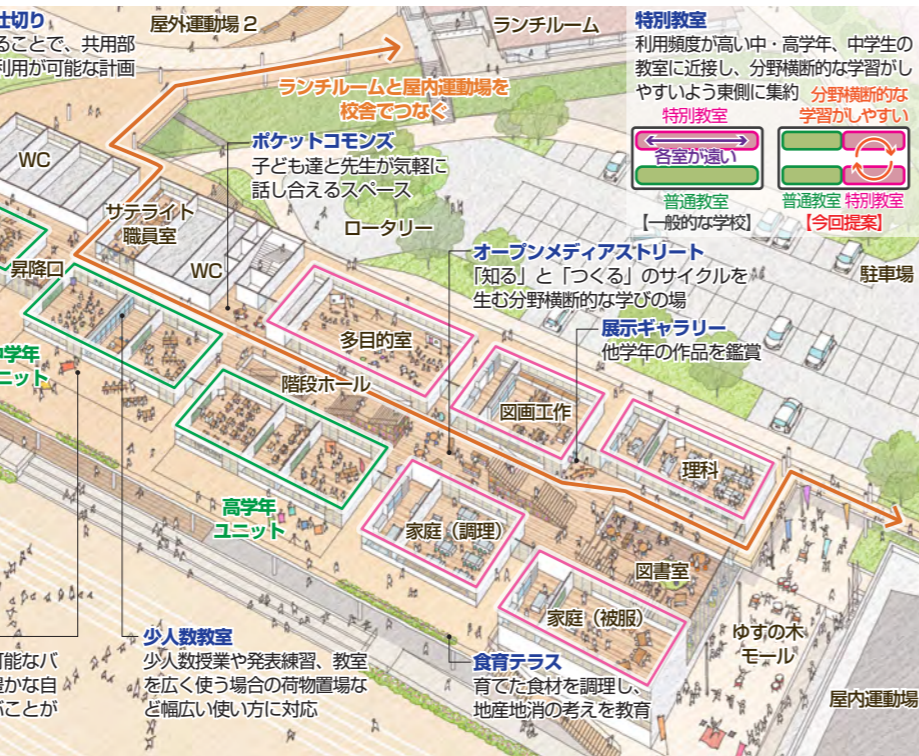 仕切り
ることで、共用部
利用が可能な計画
屋外運動場2
ランチルーム
特別教室
利用頻度が高い中・高学年、中学生の
教室に近接し、分野横断的な学習がし
やすいよう東側に集約
分野横断的な
学習がしやすい
特別教室
各室が遠い
普通教室
【一般的な学校】
普通教室
特別教室
【今回提案】
ランチルームと屋内運動場を
校舎でつなぐ
ポケットコモンズ
子ども達と先生が気軽に
話し合えるスペース
WC
サテライト
職員室
ロータリー
WC
昇降口
オープンメディアストリート
「知る」と「つくる」のサイクルを
生む分野横断的な学びの場
駐車場
展示ギャラリー
他学年の作品を鑑賞
多目的室
中学年
ユニット
階段ホール
図画工作
理科
高学年
ユニット
家庭（調理）
図書室
家庭（被服）
ゆすの木
モール
屋内運動場
可能なバ
豊かな自
ぶことが
少人数教室
少人数授業や発表練習、教室
を広く使う場合の荷物置場な
ど幅広い使い方に対応
食育テラス
育てた食材を調理し、
地産地消の考えを教育